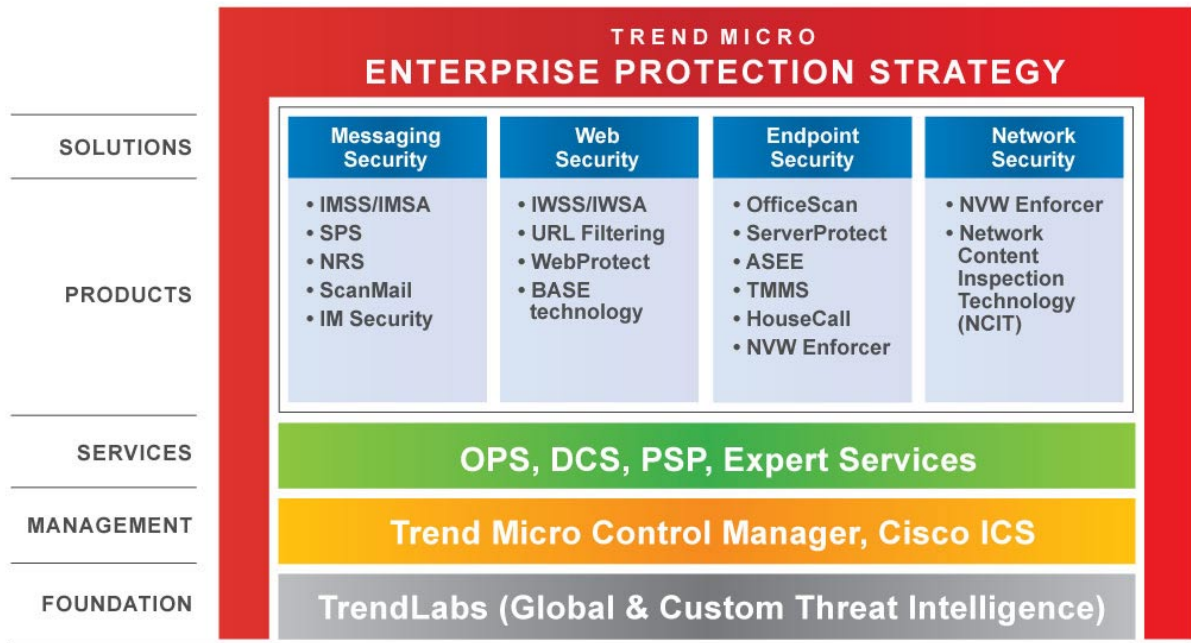 TREND MICRO
ENTERPRISE PROTECTION STRATEGY
SOLUTIONS
Messaging
Security
Web
Security
Endpoint
Security
Network
Security
PRODUCTS
• IMSS/IMSA
• SPS
• NRS
• ScanMail
• IM Security
• IWSS/IWSA
• URL Filtering
• WebProtect
• BASE
technology
• OfficeScan
• ServerProtect
• ASEE
• TMMS
• HouseCall
• NVW Enforcer
• NVW Enforcer
• Network
Content
Inspection
Technology
(NCIT)
SERVICES
OPS, DCS, PSP, Expert Services
MANAGEMENT
Trend Micro Control Manager, Cisco ICS
FOUNDATION
TrendLabs (Global & Custom Threat Intelligence)